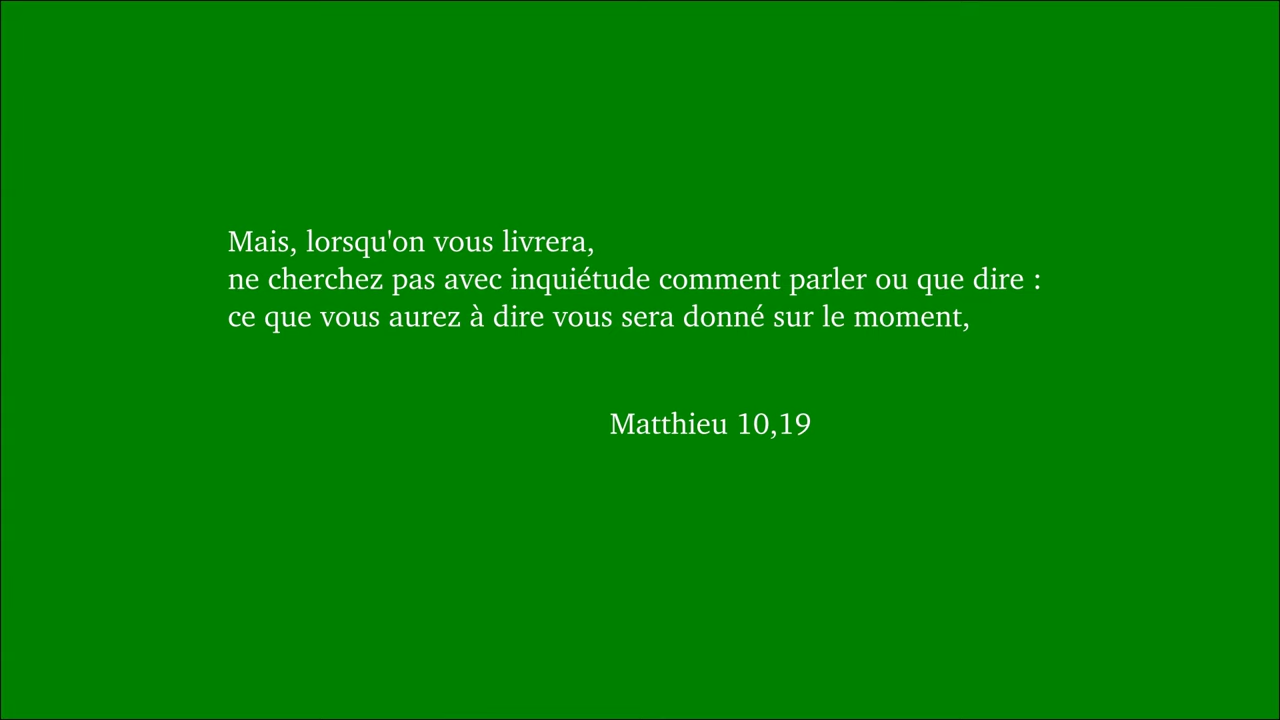 Mais, lorsqu'on vous livrera,
ne cherchez pas avec inquiétude comment parler ou que dire :
ce que vous aurez à dire vous sera donné sur le moment,
Matthieu 10,19